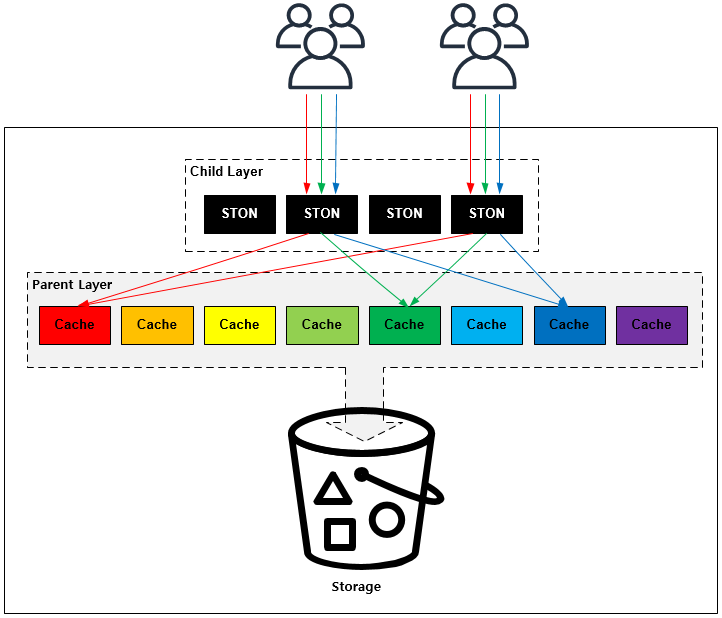 Child Layer
STON STON STON STON
Parent Layer
Cache Cache Cache Cache Cache Cache Cache Cache
Storage